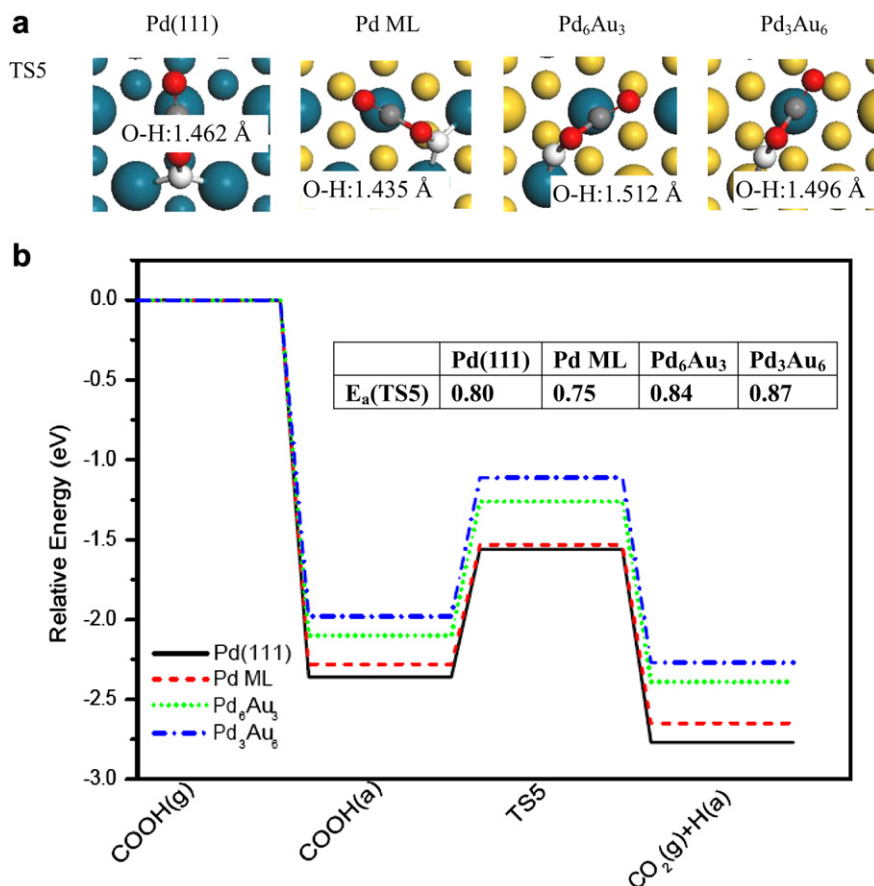 a
Pd(111) Pd ML Pd₆Au₃ Pd₃Au₆
TS5
O-H:1.462 Å O-H:1.435 Å O-H:1.512 Å O-H:1.496 Å
b
Relative Energy (eV)
0.0
-0.5
-1.0
-1.5
-2.0
-2.5
-3.0
Pd(111) Pd ML Pd₆Au₃ Pd₃Au₆
Eₐ(TS5) 0.80 0.75 0.84 0.87
Pd(111)
Pd ML
Pd₆Au₃
Pd₃Au₆
COOH(g) COOH(a) TS5 CO₂(g)+H(a)